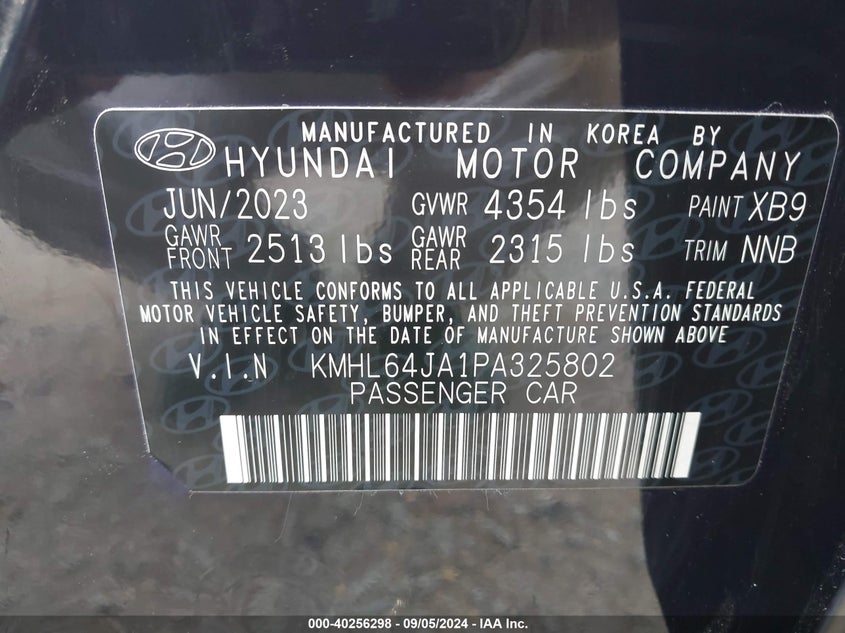 MANUFACTURED IN KOREA BY
HYUNDAI MOTOR COMPANY
JUN/2023 GVWR 4354 lbs PAINT XB9
GAWR FRONT 2513 lbs GAWR REAR 2315 lbs TRIM NNB
THIS VEHICLE CONFORMS TO ALL APPLICABLE U.S.A. FEDERAL
MOTOR VEHICLE SAFETY, BUMPER, AND THEFT PREVENTION STANDARDS
IN EFFECT ON THE DATE OF MANUFACTURE SHOWN ABOVE
V.I.N KMHL64JA1PA325802
PASSENGER CAR
000-40256298 - 09/05/2024 - IAA Inc.